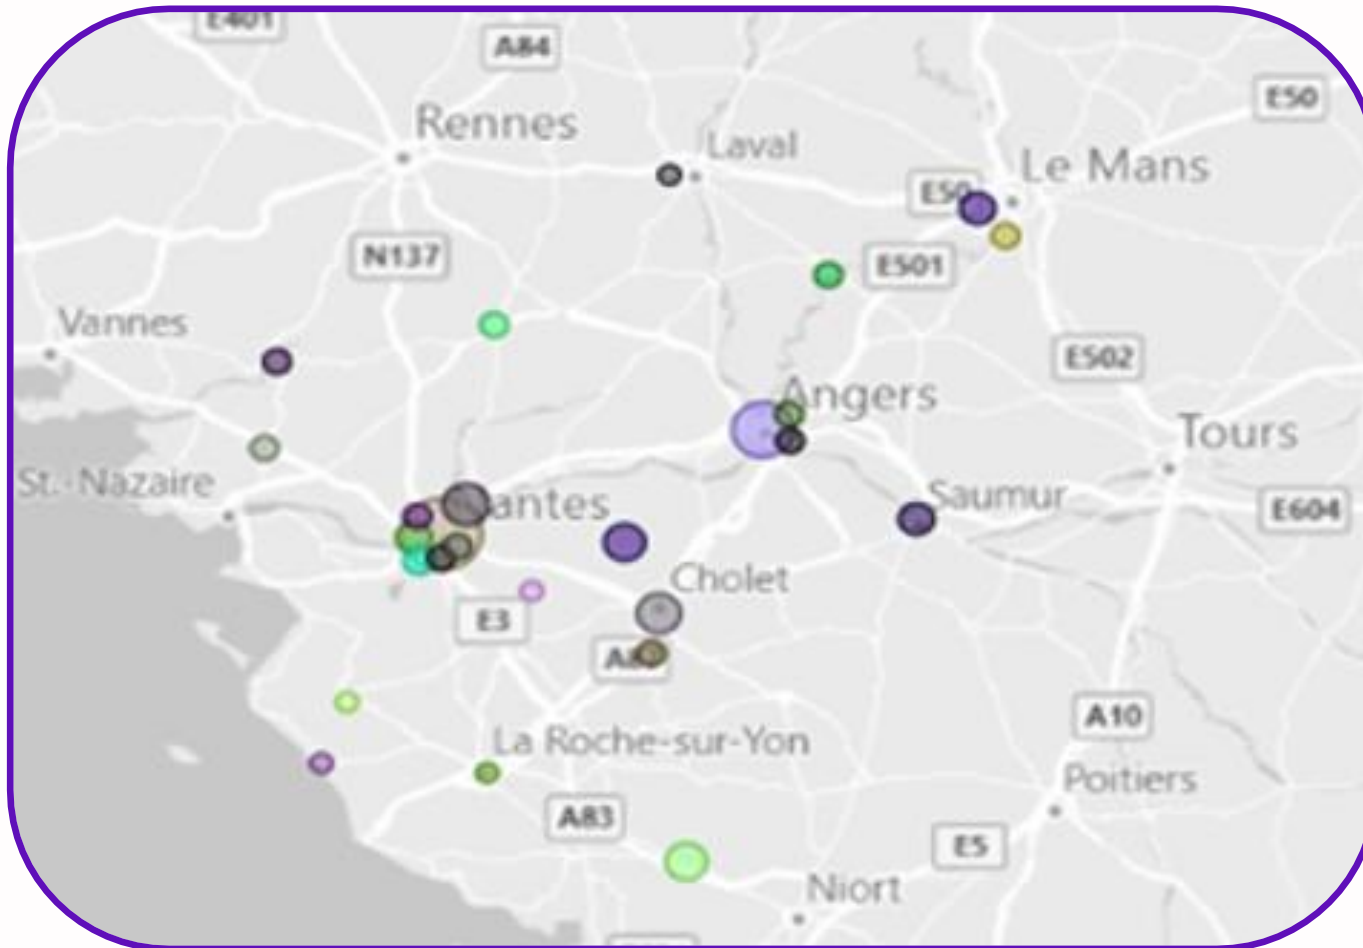 E401
A84
E50
Rennes
Laval
Le Mans
E50
N137
E501
Vannes
E502
Angers
Tours
St.-Nazaire
antes
Saumur
E604
Cholet
E3
A10
La Roche-sur-Yon
Poitiers
A83
E5
Niort